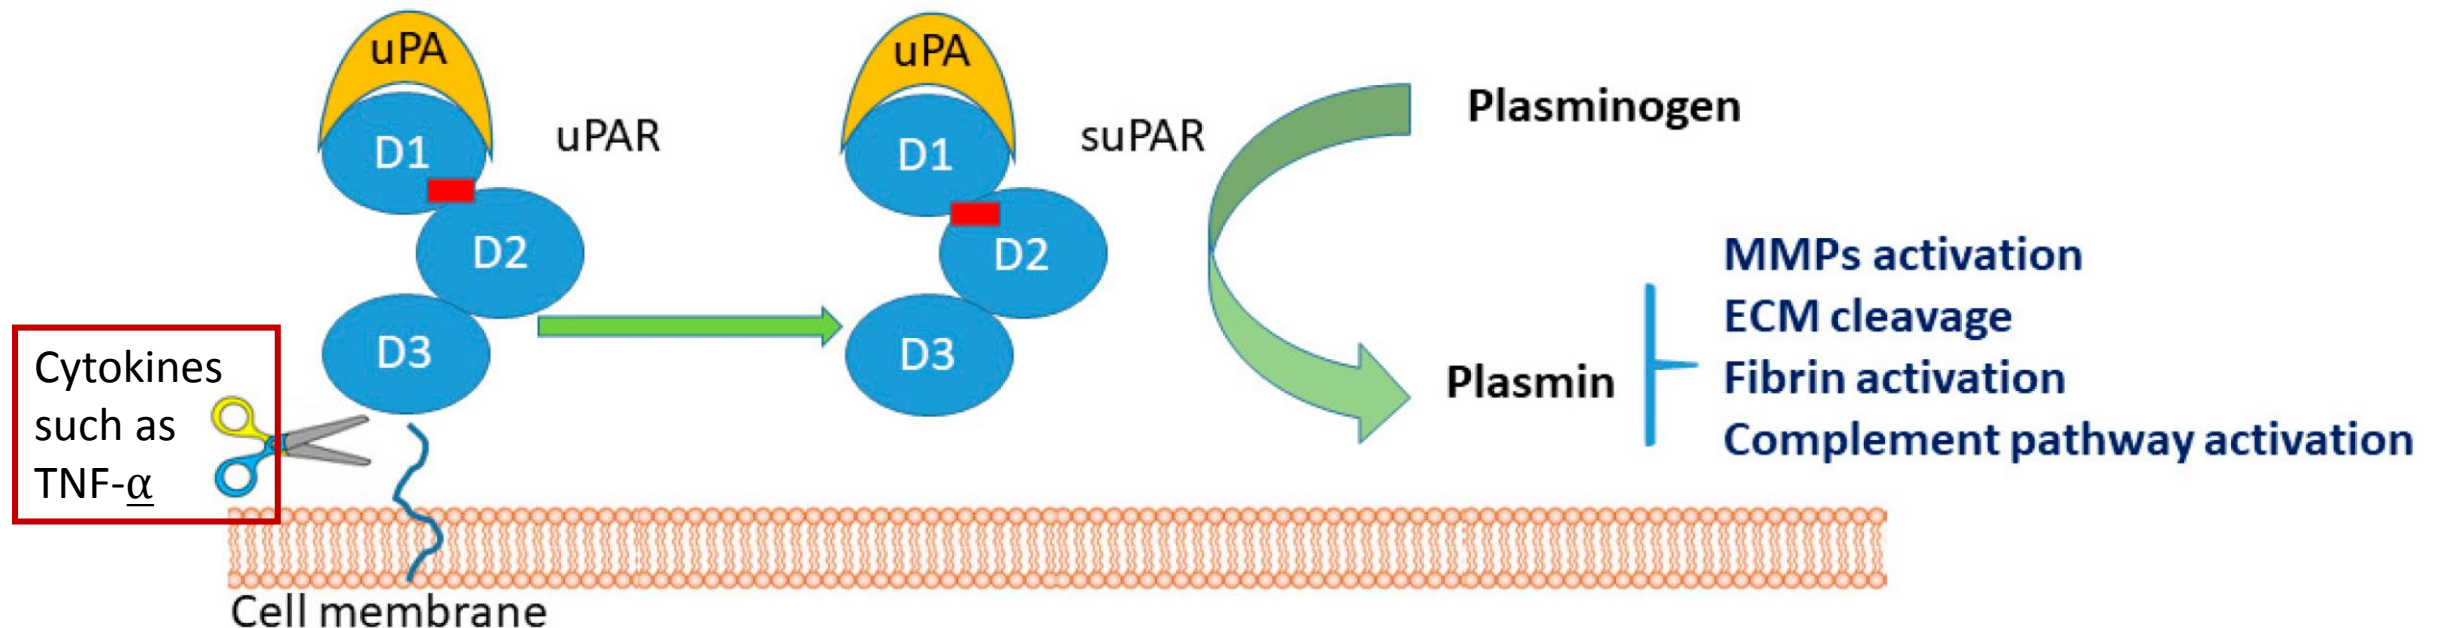 uPA
D1
uPAR
D2
D3
Cytokines
such as
TNF-α
Cell membrane
uPA
D1
suPAR
D2
D3
Plasminogen
Plasmin
MMPs activation
ECM cleavage
Fibrin activation
Complement pathway activation